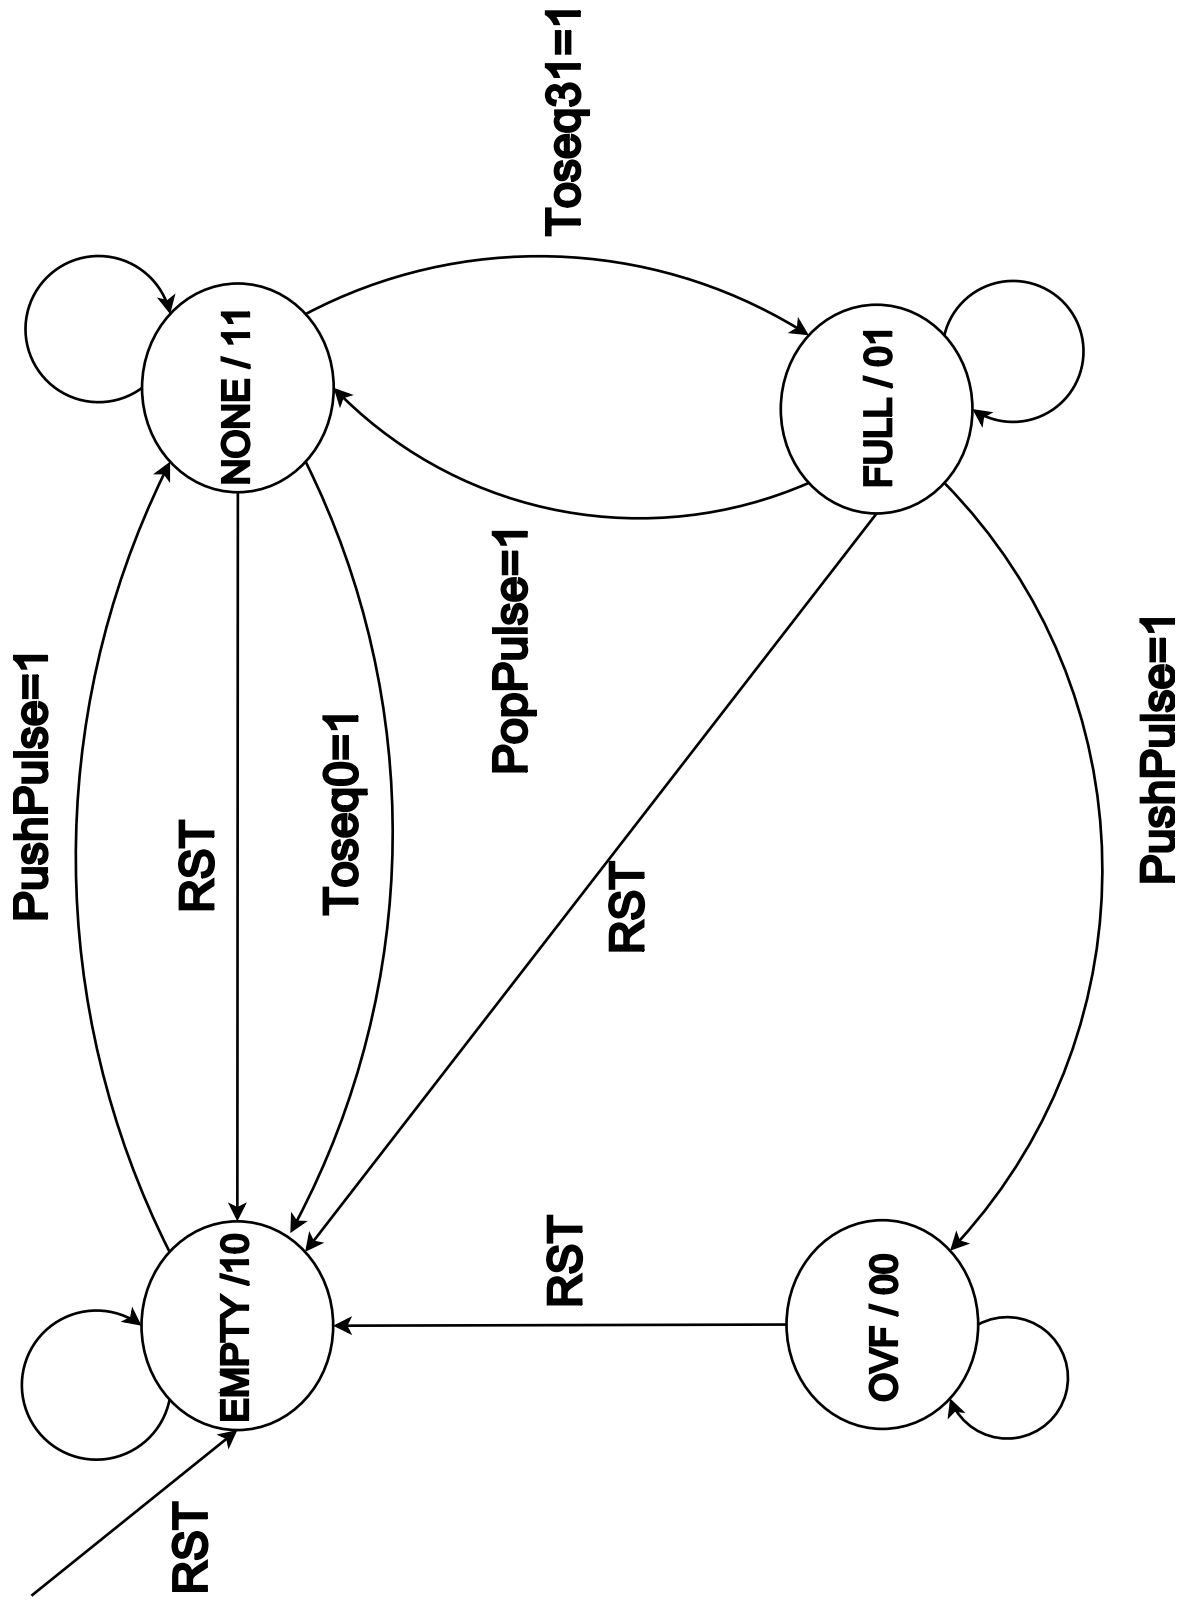 RST
EMPTY /10
PushPulse=1
RST
Toseq0=1
NONE / 11
RST
RST
PopPulse=1
Toseq31=1
OVF / 00
FULL / 01
PushPulse=1